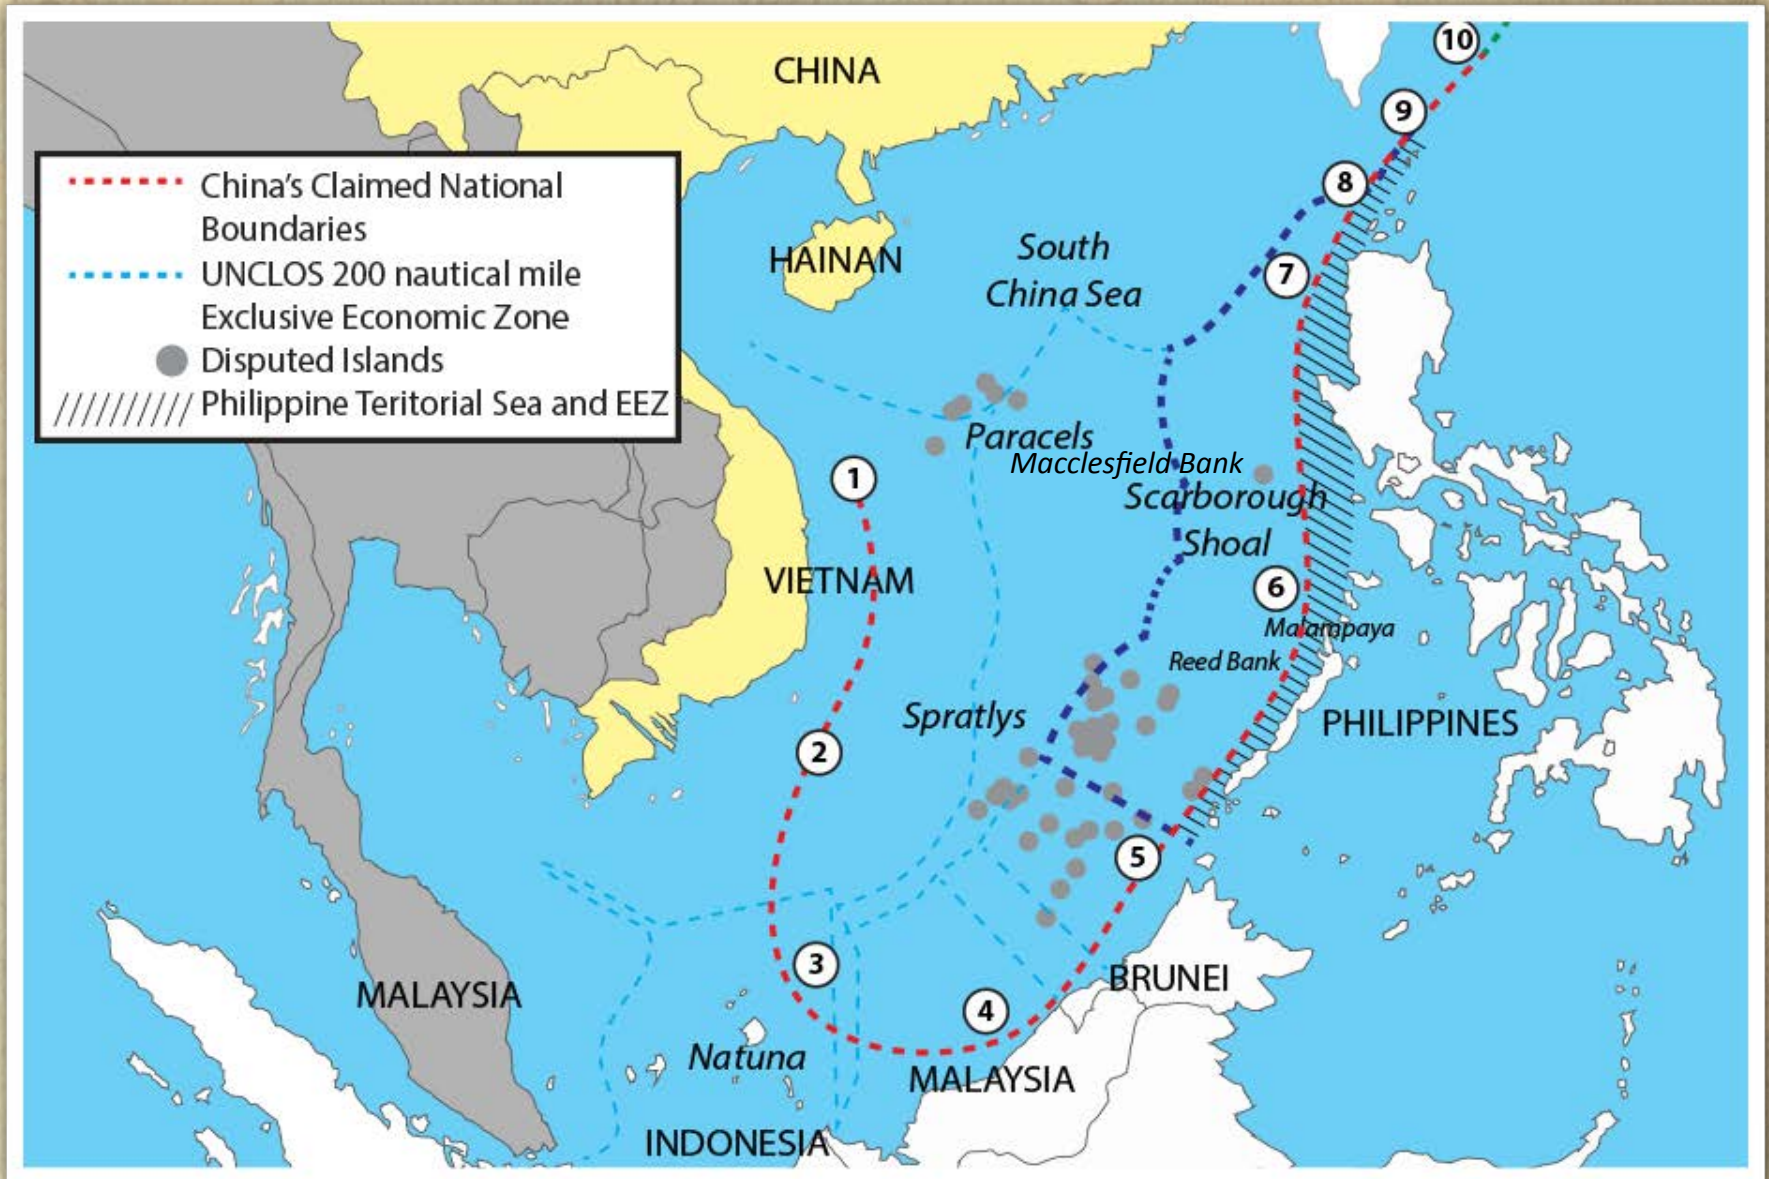 CHINA
10
9
China's Claimed National
Boundaries
UNCLOS 200 nautical mile
Exclusive Economic Zone
Disputed Islands
Philippine Teritorial Sea and EEZ
8
HAINAN
South
China Sea
7
Paracels
Macclesfield Bank
1
Scarborough
Shoal
VIETNAM
6
Malampaya
Reed Bank
Spratlys
PHILIPPINES
2
5
3
BRUNEI
MALAYSIA
4
Natuna
MALAYSIA
INDONESIA